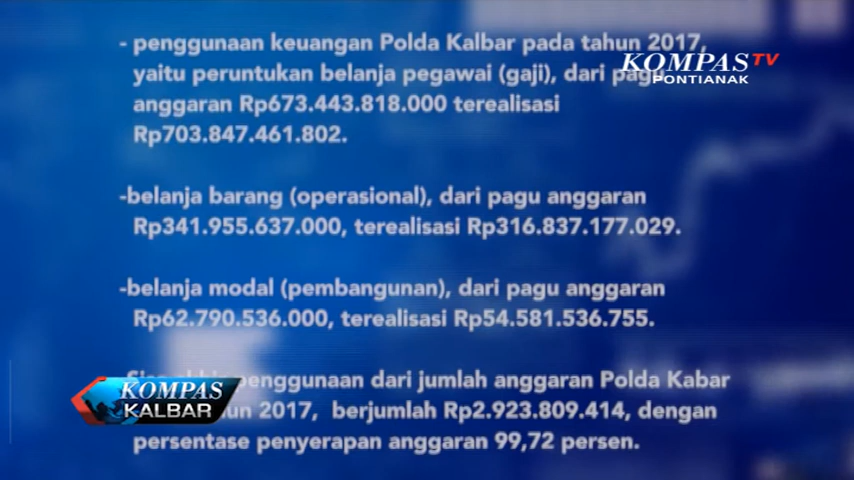 - penggunaan keuangan Polda Kalbar pada tahun 2017,
yaitu peruntukan belanja pegawai (gaji), dari pagu
anggaran Rp673.443.818.000 terealisasi
Rp703.847.461.802.
-belanja barang (operasional), dari pagu anggaran
Rp341.955.637.000, terealisasi Rp316.837.177.029.
-belanja modal (pembangunan), dari pagu anggaran
Rp62.790.536.000, terealisasi Rp54.581.536.755.
penggunaan dari jumlah anggaran Polda Kabar
2017, berjumlah Rp2.923.809.414, dengan
persentase penyerapan anggaran 99,72 persen.
KOMPAS TV
PONTIANAK
KOMPAS
KALBAR